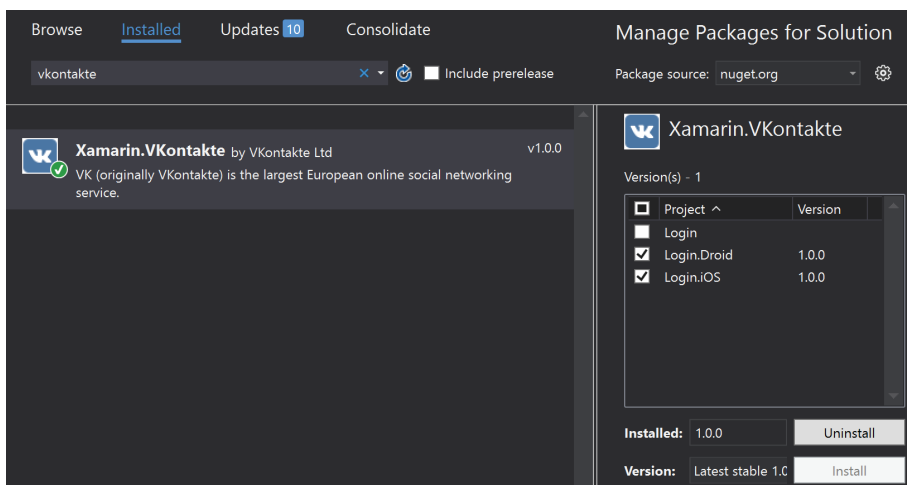 Browse Installed Updates 10 Consolidate
Manage Packages for Solution
vkontakte
Include prerelease
Package source: nuget.org
Xamarin.VKontakte by VKontakte Ltd v1.0.0
VK (originally VKontakte) is the largest European online social networking
service.
Xamarin.VKontakte
Version(s) - 1
Project Version
Login
Login.Droid 1.0.0
Login.iOS 1.0.0
Installed: 1.0.0 Uninstall
Version: Latest stable 1.0 Install